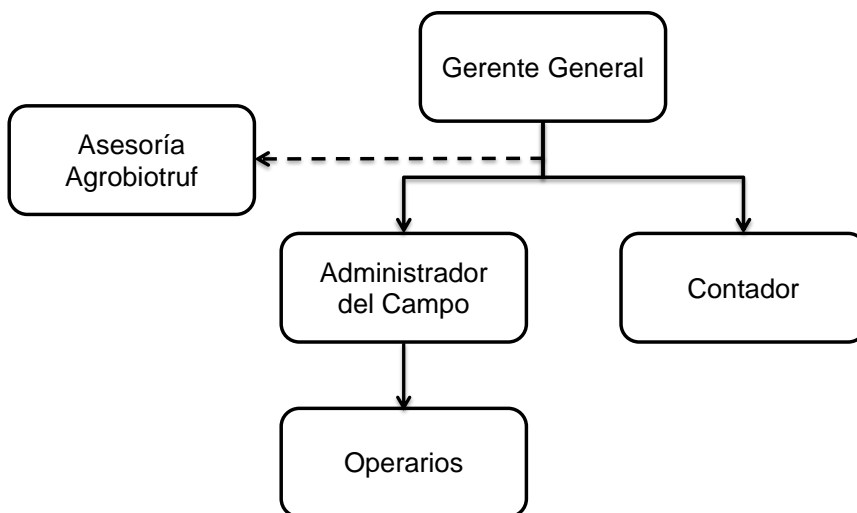 Gerente General
Asesoría
Agrobiotruf
Administrador
del Campo
Contador
Operarios